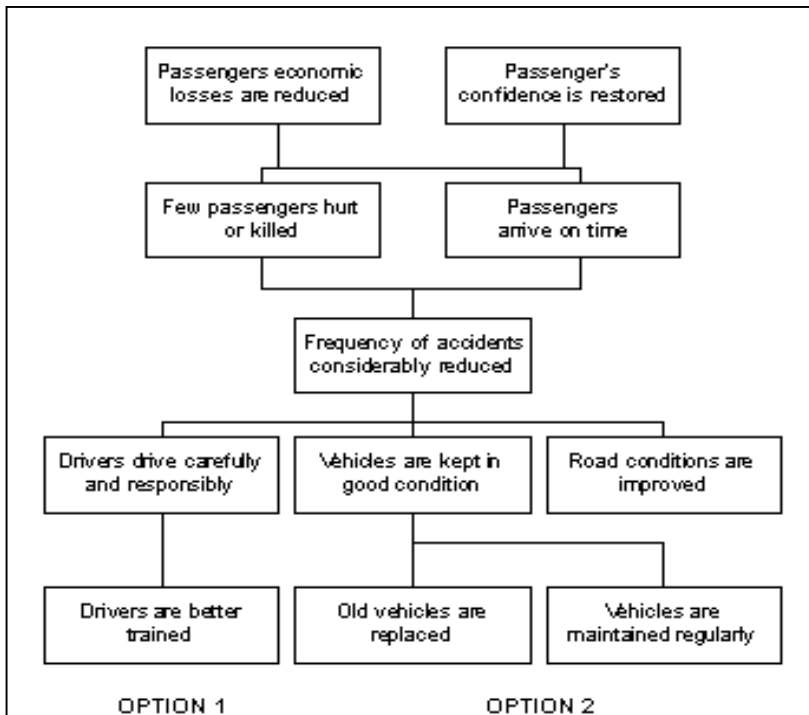 Passengers economic
losses are reduced
Passenger's
confidence is restored
Few passengers hurt
or killed
Passengers
arrive on time
Frequency of accidents
considerably reduced
Drivers drive carefully
and responsibly
Vehicles are kept in
good condition
Road conditions are
improved
Drivers are better
trained
Old vehicles are
replaced
Vehicles are
maintained regularly
OPTION 1
OPTION 2